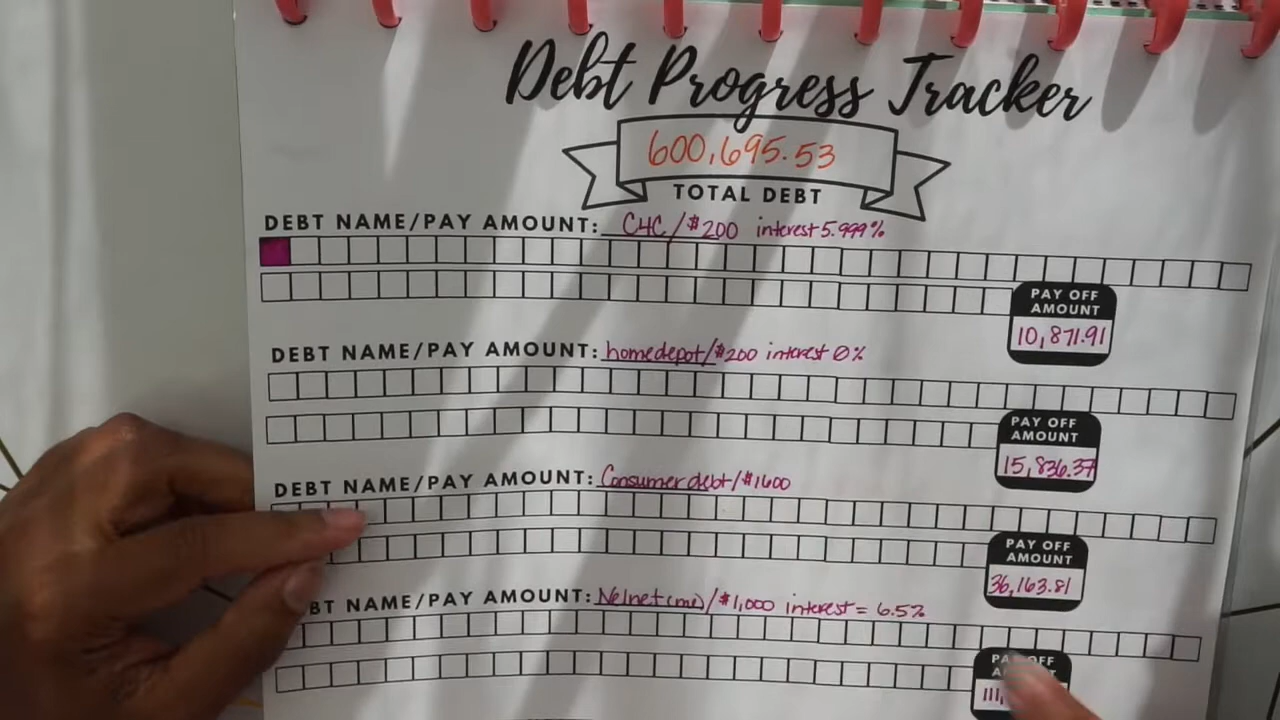 Debt Progress Tracker
600,695.53
TOTAL DEBT
DEBT NAME/PAY AMOUNT: CHC/$200 interest 5.999%
PAY OFF
AMOUNT
10,871.91
DEBT NAME/PAY AMOUNT: homedepot/$200 interest 0%
PAY OFF
AMOUNT
15,836.37
DEBT NAME/PAY AMOUNT: Consumer debt/$1600
PAY OFF
AMOUNT
36,163.81
BT NAME/PAY AMOUNT: Nelnet(me)/$1,000 interest = 6.5%